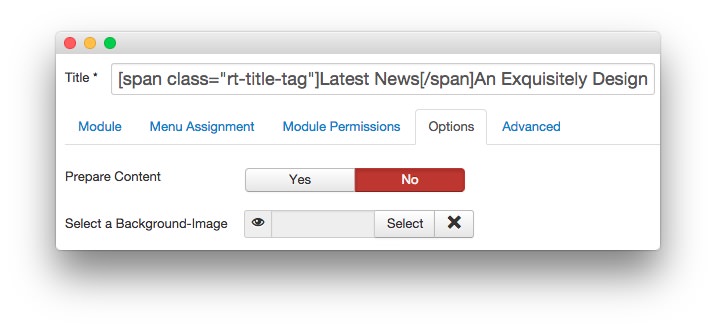 Title * [span class="rt-title-tag"]Latest News[/span]An Exquisitely Design
Module Menu Assignment Module Permissions Options Advanced
Prepare Content Yes No
Select a Background-Image Select